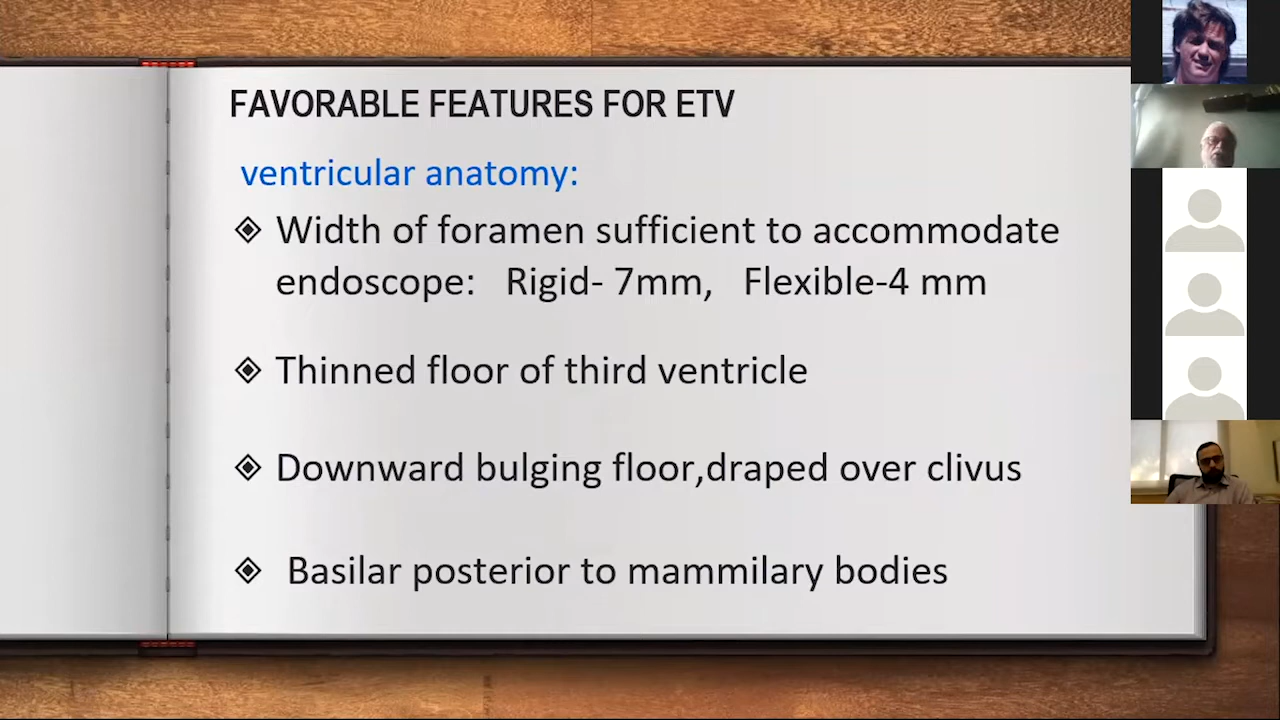 FAVORABLE FEATURES FOR ETV
ventricular anatomy:
Width of foramen sufficient to accommodate
endoscope: Rigid- 7mm, Flexible-4 mm
Thinned floor of third ventricle
Downward bulging floor,draped over clivus
Basilar posterior to mammilary bodies